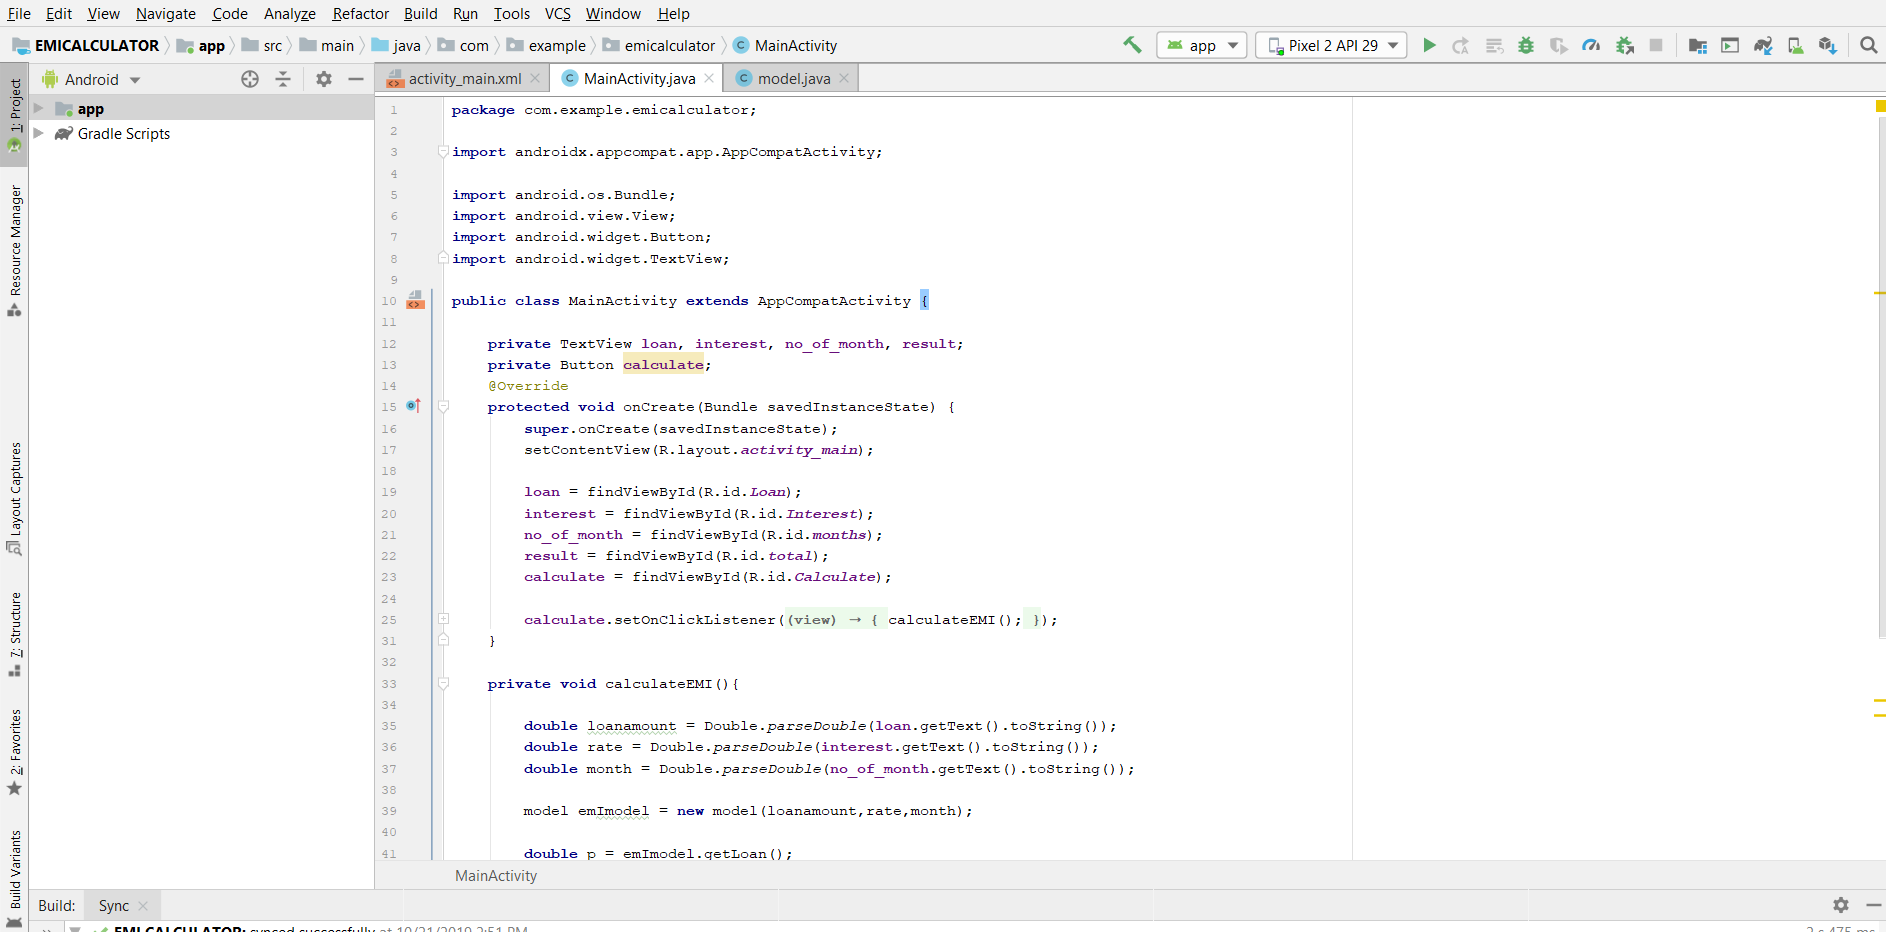 File Edit View Navigate Code Analyze Refactor Build Run Tools VCS Window Help
EMICALCULATOR app src main java com example emicalculator MainActivity app Pixel 2 API 29
Android activity_main.xml MainActivity.java model.java
1: Project
Resource Manager
Layout Captures
7: Structure
2: Favorites
Build Variants
app
Gradle Scripts
1 package com.example.emicalculator;
2
3 import androidx.appcompat.app.AppCompatActivity;
4
5 import android.os.Bundle;
6 import android.view.View;
7 import android.widget.Button;
8 import android.widget.TextView;
9
10 public class MainActivity extends AppCompatActivity {
11
12 private TextView loan, interest, no_of_month, result;
13 private Button calculate;
14 @Override
15 protected void onCreate(Bundle savedInstanceState) {
16 super.onCreate(savedInstanceState);
17 setContentView(R.layout.activity_main);
18
19 loan = findViewById(R.id.Loan);
20 interest = findViewById(R.id.Interest);
21 no_of_month = findViewById(R.id.months);
22 result = findViewById(R.id.total);
23 calculate = findViewById(R.id.Calculate);
24
25 calculate.setOnClickListener((view) → { calculateEMI(); });
31 }
32
33 private void calculateEMI(){
34
35 double loanamount = Double.parseDouble(loan.getText().toString());
36 double rate = Double.parseDouble(interest.getText().toString());
37 double month = Double.parseDouble(no_of_month.getText().toString());
38
39 model emImodel = new model(loanamount,rate,month);
40
41 double p = emImodel.getLoan();
MainActivity
Build: Sync
EMI CALCULATOR: synced successfully at 10/21/2019 2:51 PM 2 s 475 ms